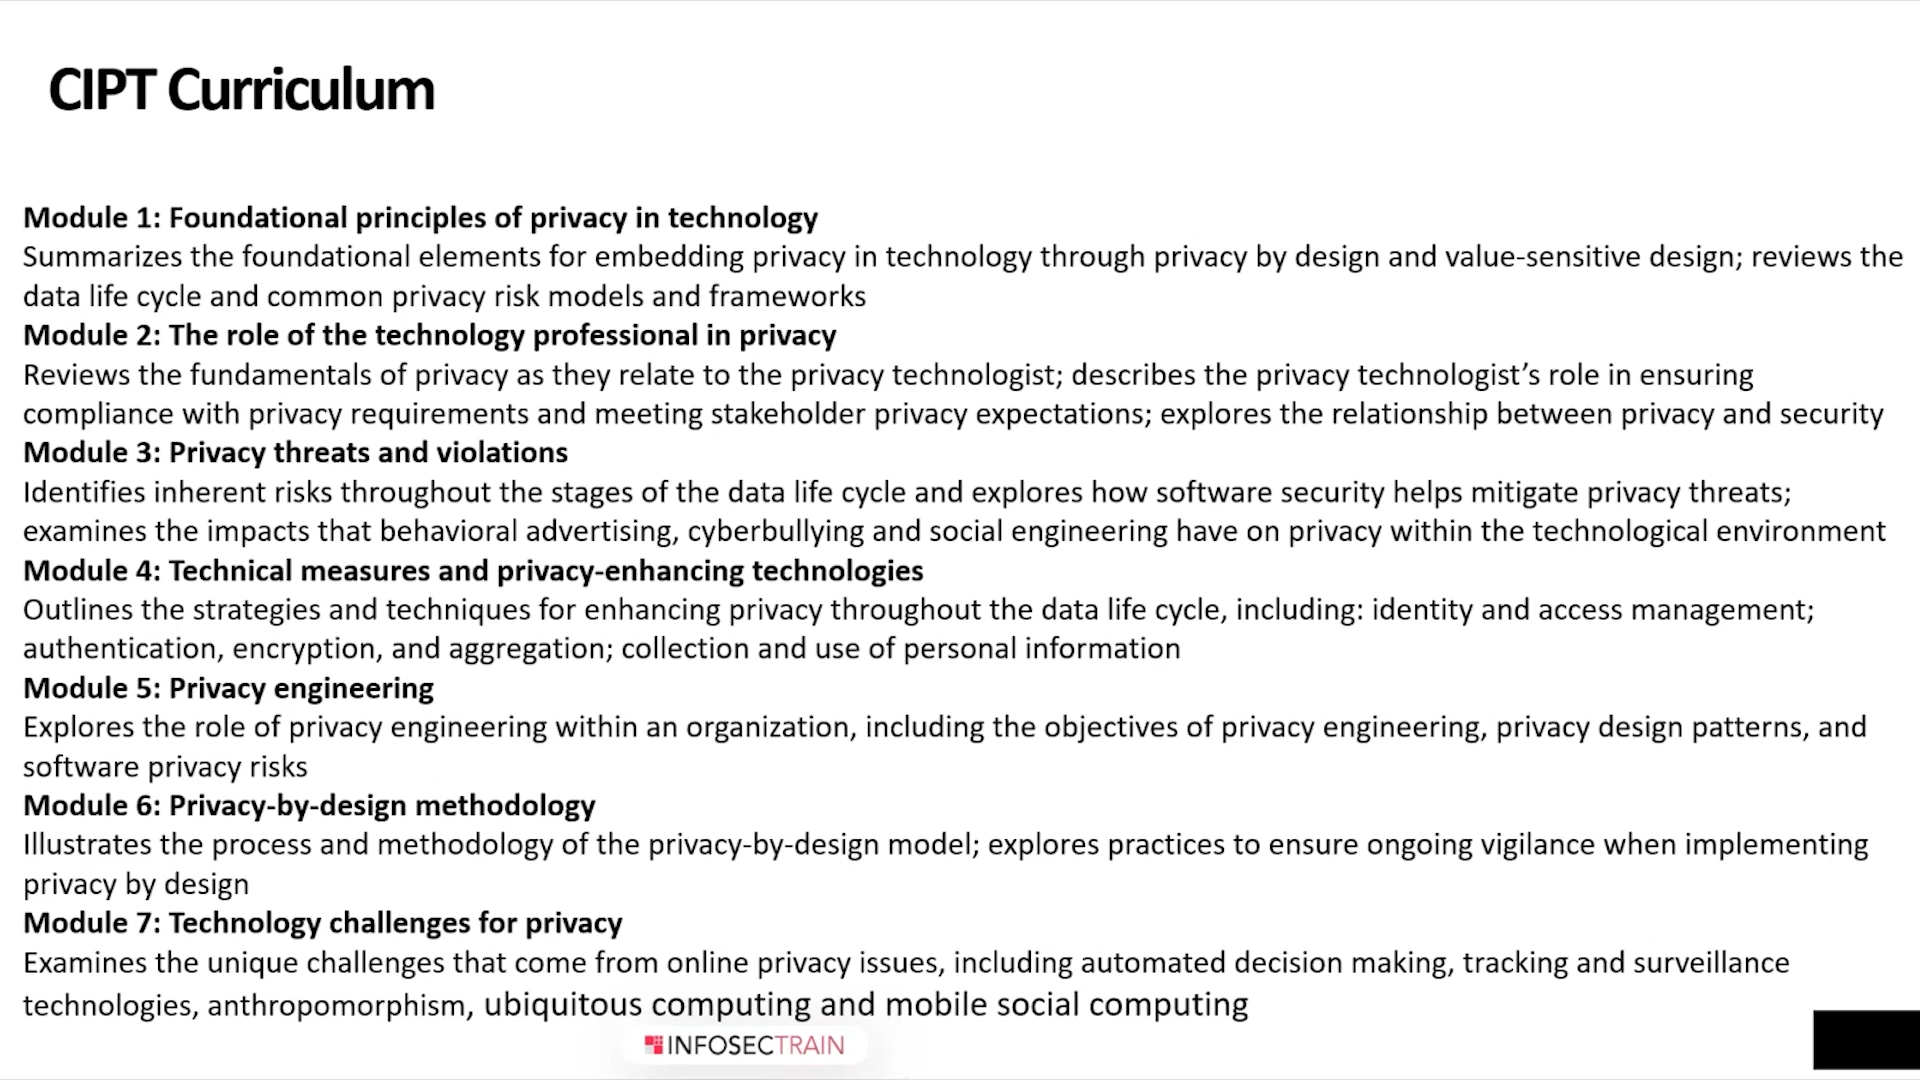 CIPT Curriculum
Module 1: Foundational principles of privacy in technology
Summarizes the foundational elements for embedding privacy in technology through privacy by design and value-sensitive design; reviews the
data life cycle and common privacy risk models and frameworks
Module 2: The role of the technology professional in privacy
Reviews the fundamentals of privacy as they relate to the privacy technologist; describes the privacy technologist’s role in ensuring
compliance with privacy requirements and meeting stakeholder privacy expectations; explores the relationship between privacy and security
Module 3: Privacy threats and violations
Identifies inherent risks throughout the stages of the data life cycle and explores how software security helps mitigate privacy threats;
examines the impacts that behavioral advertising, cyberbullying and social engineering have on privacy within the technological environment
Module 4: Technical measures and privacy-enhancing technologies
Outlines the strategies and techniques for enhancing privacy throughout the data life cycle, including: identity and access management;
authentication, encryption, and aggregation; collection and use of personal information
Module 5: Privacy engineering
Explores the role of privacy engineering within an organization, including the objectives of privacy engineering, privacy design patterns, and
software privacy risks
Module 6: Privacy-by-design methodology
Illustrates the process and methodology of the privacy-by-design model; explores practices to ensure ongoing vigilance when implementing
privacy by design
Module 7: Technology challenges for privacy
Examines the unique challenges that come from online privacy issues, including automated decision making, tracking and surveillance
technologies, anthropomorphism, ubiquitous computing and mobile social computing
INFOSECTRAIN